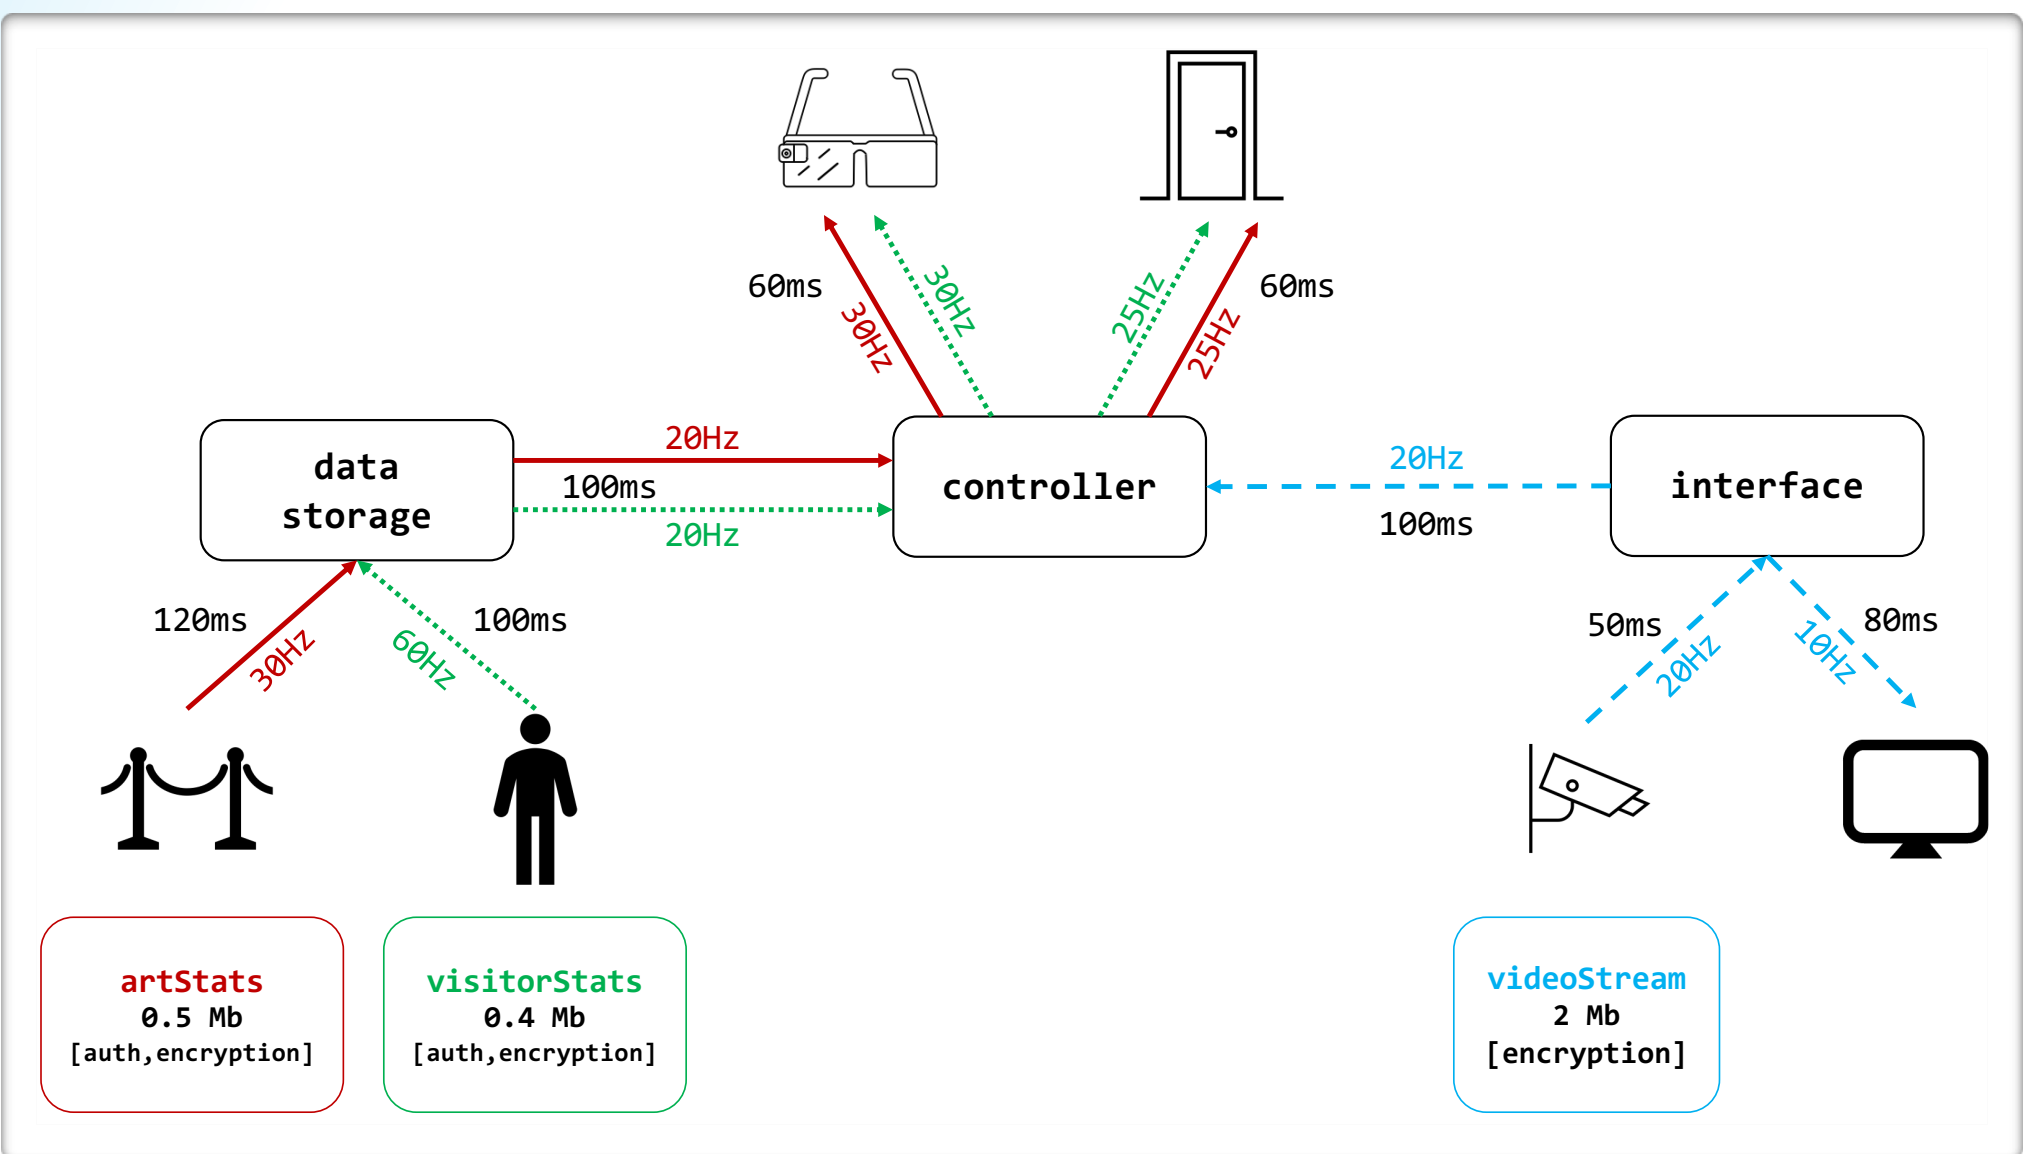 60ms
30Hz
30Hz
25Hz
25Hz
60ms
data
storage
20Hz
100ms
20Hz
controller
20Hz
100ms
interface
120ms
30Hz
60Hz
100ms
50ms
20Hz
10Hz
80ms
artStats
0.5 Mb
[auth,encryption]
visitorStats
0.4 Mb
[auth,encryption]
videoStream
2 Mb
[encryption]